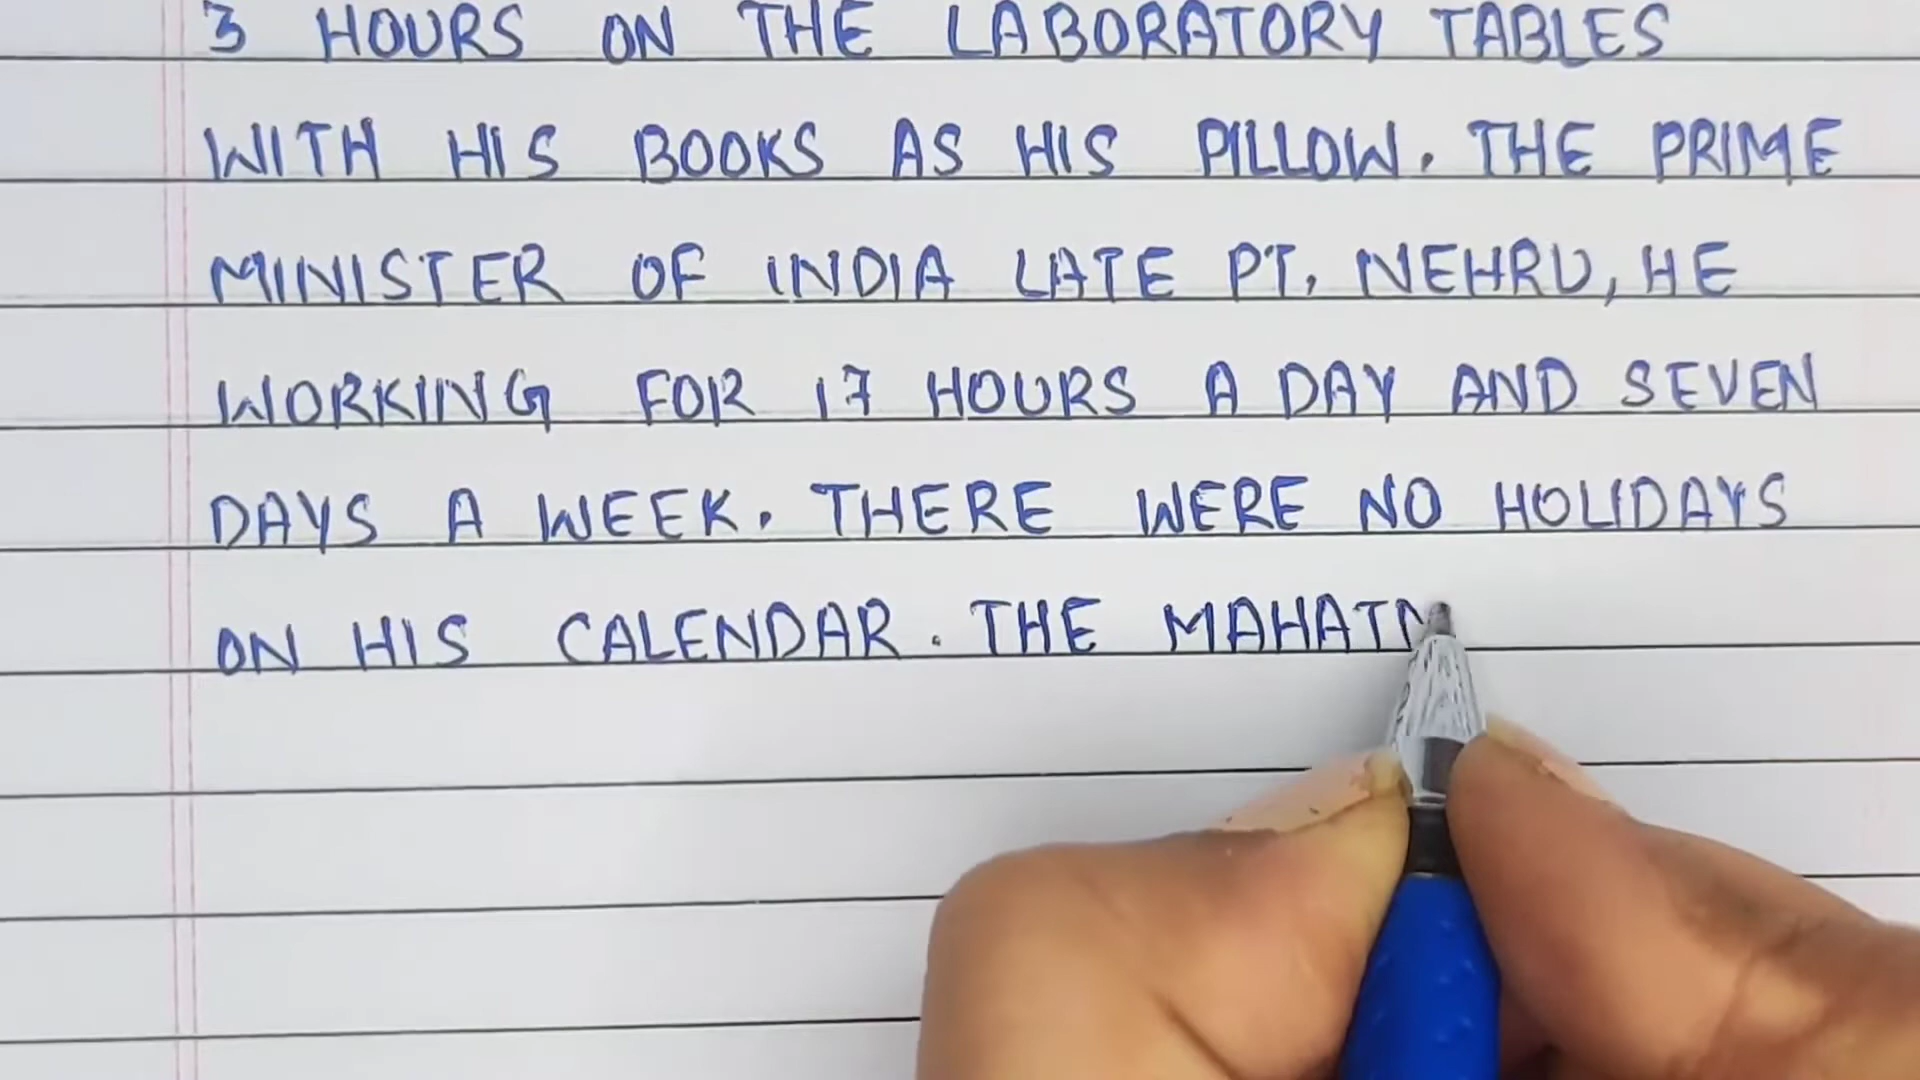 3 HOURS ON THE LABORATORY TABLES
WITH HIS BOOKS AS HIS PILLOW. THE PRIME
MINISTER OF INDIA LATE PT. NEHRU, HE
WORKING FOR 17 HOURS A DAY AND SEVEN
DAYS A WEEK. THERE WERE NO HOLIDAYS
ON HIS CALENDAR. THE MAHATM